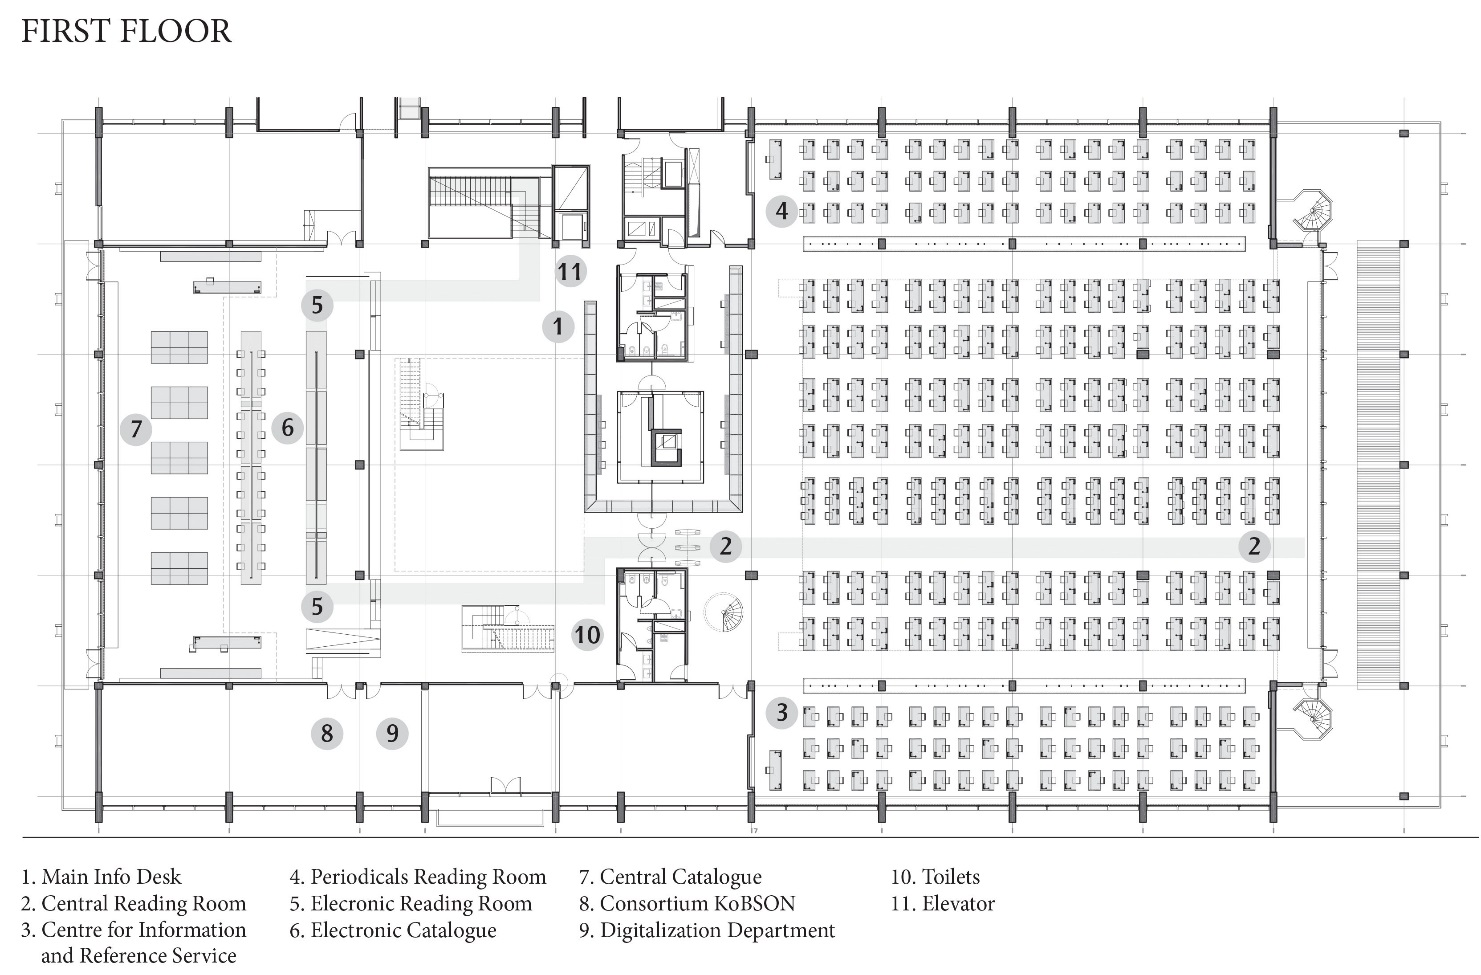 FIRST FLOOR
4
11
5
1
7
6
2
2
5
10
3
8
9
1. Main Info Desk
2. Central Reading Room
3. Centre for Information
and Reference Service
4. Periodicals Reading Room
5. Elecronic Reading Room
6. Electronic Catalogue
7. Central Catalogue
8. Consortium KoBSON
9. Digitalization Department
10. Toilets
11. Elevator